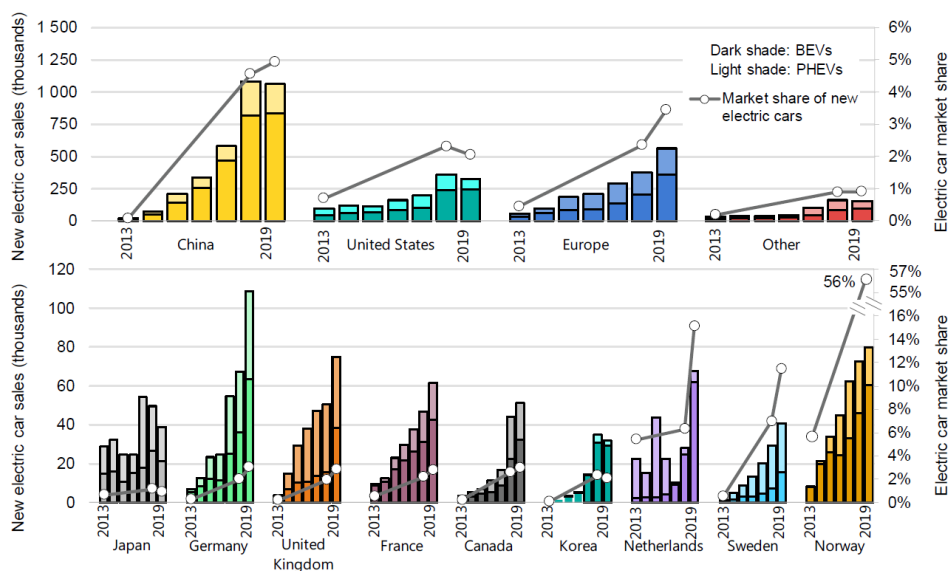 New electric car sales (thousands)
1 500
1 250
1 000
750
500
250
0
6%
5%
4%
3%
2%
1%
0%
Electric car market share
Dark shade: BEVs
Light shade: PHEVs
Market share of new
electric cars
2013 2019 2013 2019 2013 2019 2013 2019
China United States Europe Other
New electric car sales (thousands)
120
100
80
60
40
20
0
56%
57%
55%
16%
14%
12%
10%
8%
6%
4%
2%
0%
Electric car market share
2013 2019 2013 2019 2013 2019 2013 2019 2013 2019 2013 2019 2013 2019 2013 2019 2013 2019
Japan Germany United France Canada Korea Netherlands Sweden Norway
Kingdom